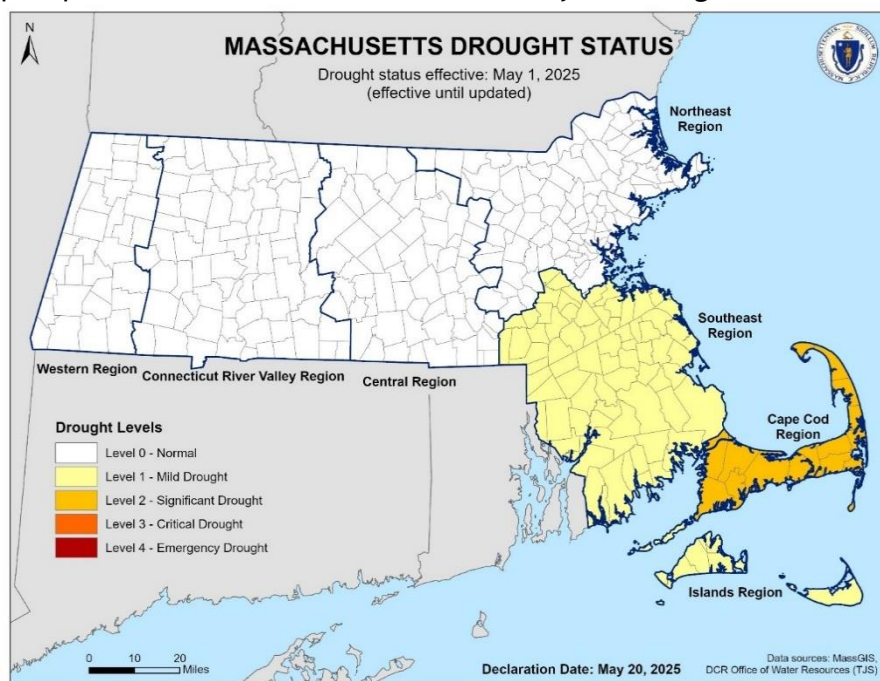 MASSACHUSETTS DROUGHT STATUS
Drought status effective: May 1, 2025
(effective until updated)
N
Northeast
Region
Southeast
Region
Cape Cod
Region
Islands Region
Western Region
Connecticut River Valley Region
Central Region
Drought Levels
Level 0 - Normal
Level 1 - Mild Drought
Level 2 - Significant Drought
Level 3 - Critical Drought
Level 4 - Emergency Drought
0 10 20
Miles
Declaration Date: May 20, 2025
Data sources: MassGIS,
DCR Office of Water Resources (TJS)